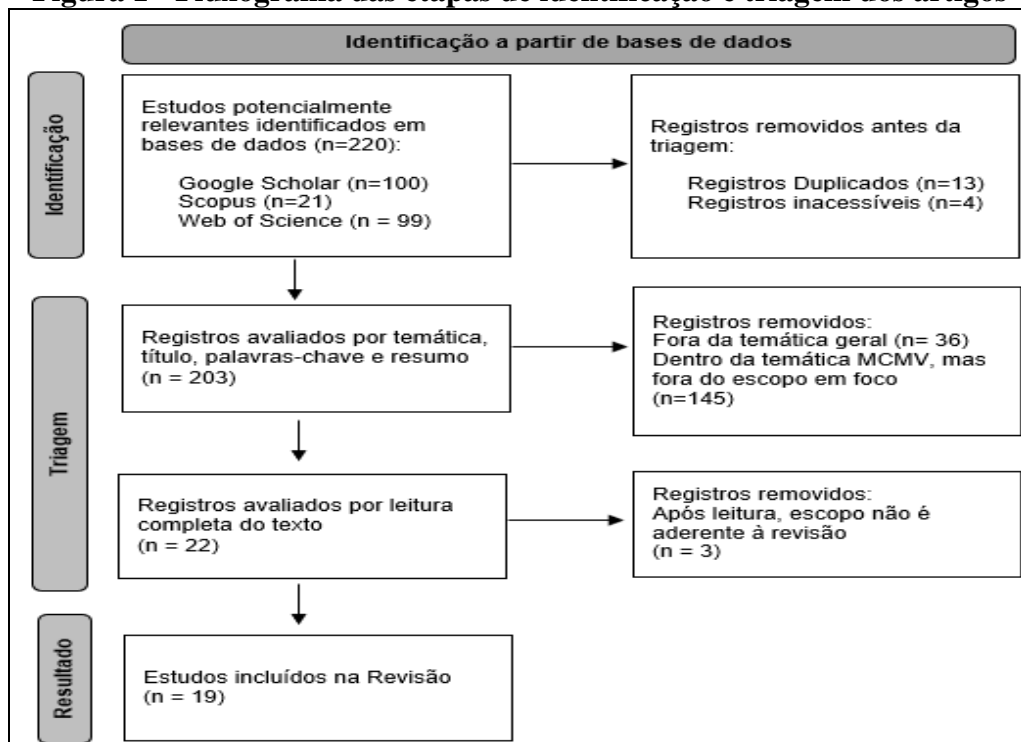 Identificação a partir de bases de dados
Identificação
Estudos potencialmente
relevantes identificados em
bases de dados (n=220):
Google Scholar (n=100)
Scopus (n=21)
Web of Science (n = 99)
Registros removidos antes da
triagem:
Registros Duplicados (n=13)
Registros inacessíveis (n=4)
Triagem
Registros avaliados por temática,
título, palavras-chave e resumo
(n = 203)
Registros removidos:
Fora da temática geral (n= 36)
Dentro da temática MCMV, mas
fora do escopo em foco
(n=145)
Registros avaliados por leitura
completa do texto
(n = 22)
Registros removidos:
Após leitura, escopo não é
aderente à revisão
(n = 3)
Resultado
Estudos incluídos na Revisão
(n = 19)